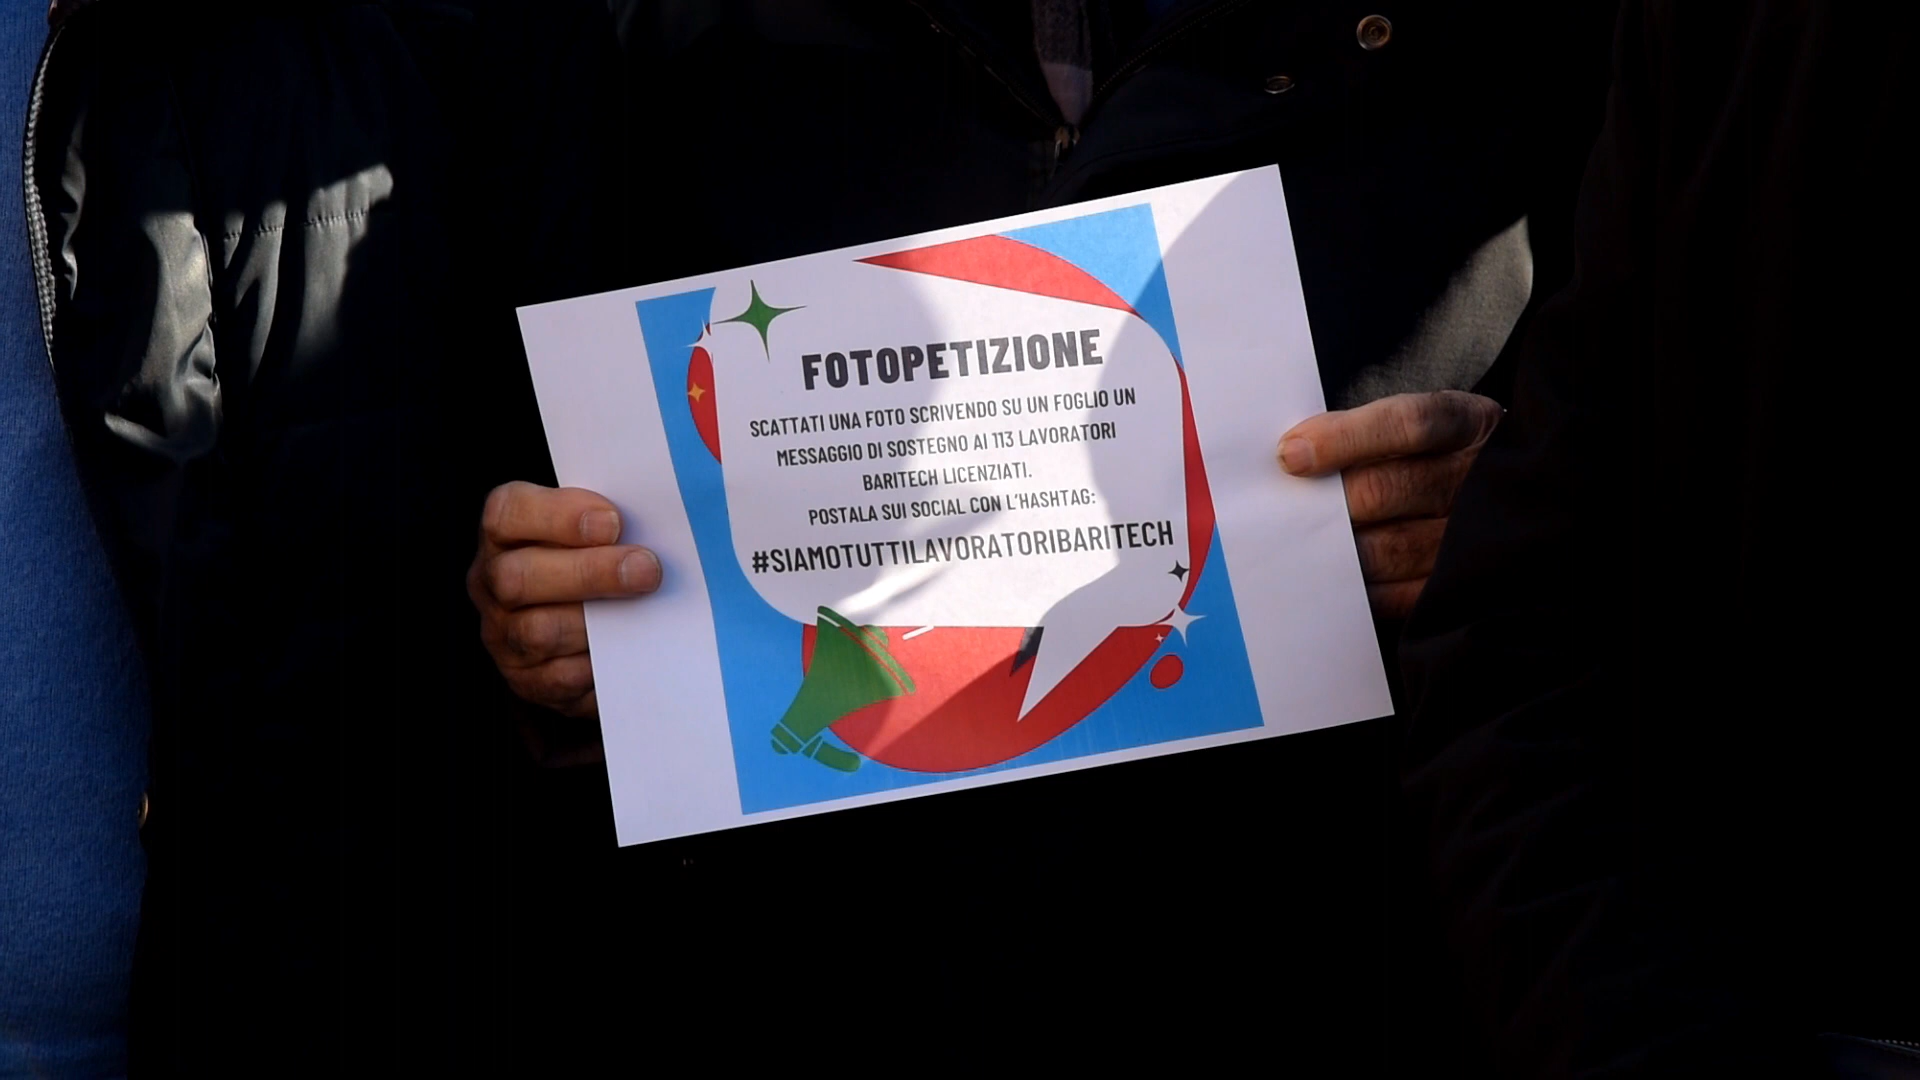 FOTOPETIZIONE
SCATTATI UNA FOTO SCRIVENDO SU UN FOGLIO UN
MESSAGGIO DI SOSTEGNO AI 113 LAVORATORI
BARITECH LICENZIATI.
POSTALA SUI SOCIAL CON L'HASHTAG:
#SIAMOTUTTILAVORATORIBARITECH